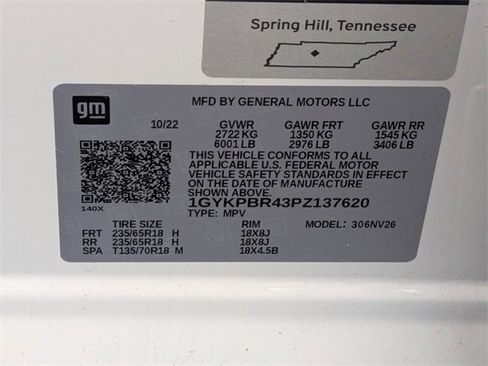 Spring Hill, Tennessee
gm
MFD BY GENERAL MOTORS LLC
10/22 GVWR GAWR FRT GAWR RR
2722 KG 1350 KG 1545 KG
6001 LB 2976 LB 3406 LB
THIS VEHICLE CONFORMS TO ALL
APPLICABLE U.S. FEDERAL MOTOR
VEHICLE SAFETY STANDARDS IN EFFECT
ON THE DATE OF MANUFACTURE
SHOWN ABOVE.
1GYKPBR43PZ137620
140X TYPE: MPV MODEL: 306NV26
TIRE SIZE RIM
FRT 235/65R18 H 18X8J
RR 235/65R18 H 18X8J
SPA T135/70R18 M 18X4.5B